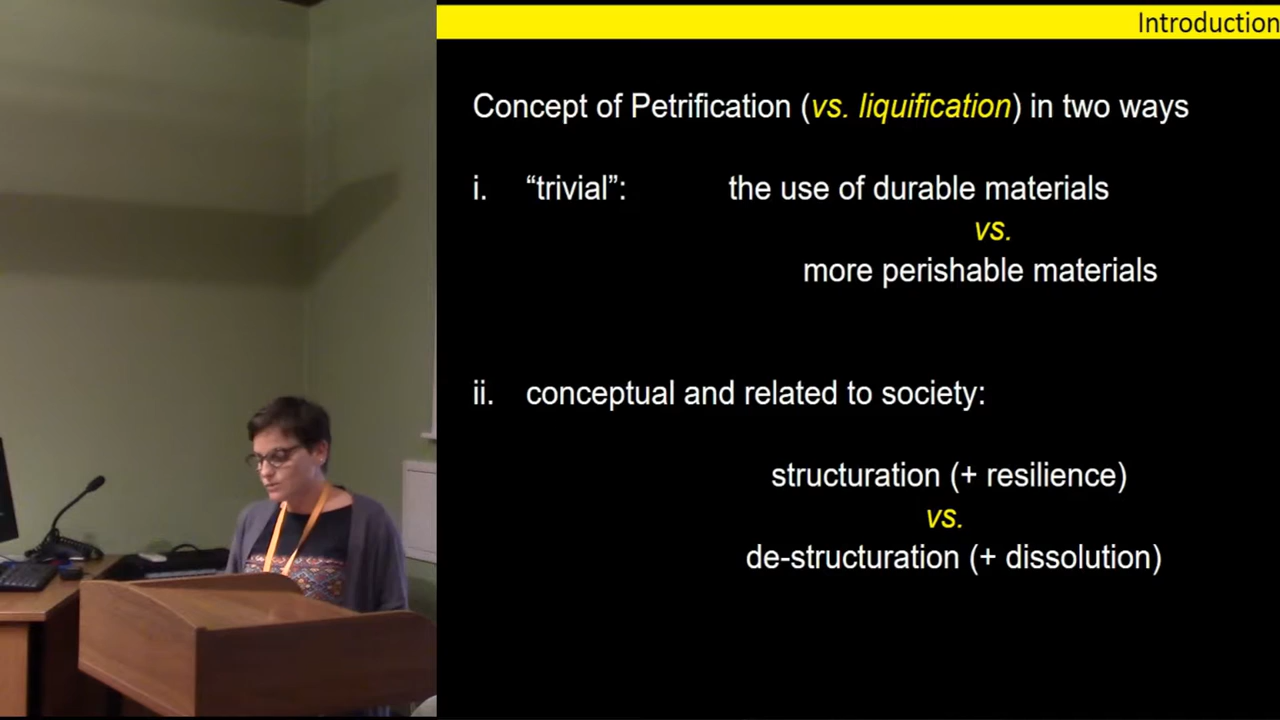 Introduction
Concept of Petrification (vs. liquification) in two ways
i. “trivial”: the use of durable materials
vs.
more perishable materials
ii. conceptual and related to society:
structuration (+ resilience)
vs.
de-structuration (+ dissolution)